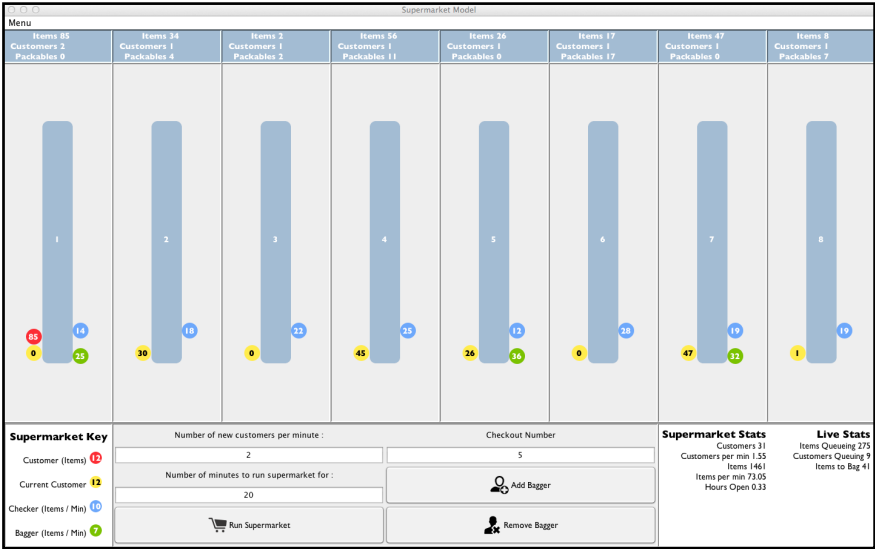 Supermarket Model
Menu
Items 85 Items 34 Items 2 Items 56 Items 26 Items 17 Items 47 Items 8
Customers 2 Customers 1 Customers 1 Customers 1 Customers 1 Customers 1 Customers 1 Customers 1
Packables 0 Packables 4 Packables 2 Packables 11 Packables 0 Packables 17 Packables 0 Packables 7
1 2 3 4 5 6 7 8
85 14 18 22 25 12 28 19 19
0 25 30 0 45 26 36 0 47 32 1
Supermarket Key
Customer (Items) 12
Current Customer 12
Checker (Items / Min) 10
Bagger (Items / Min) 7
Number of new customers per minute :
2
Number of minutes to run supermarket for :
20
Run Supermarket
Checkout Number
5
Add Bagger
Remove Bagger
Supermarket Stats
Customers 31
Customers per min 1.55
Items 1461
Items per min 73.05
Hours Open 0.33
Live Stats
Items Queueing 275
Customers Queuing 9
Items to Bag 41